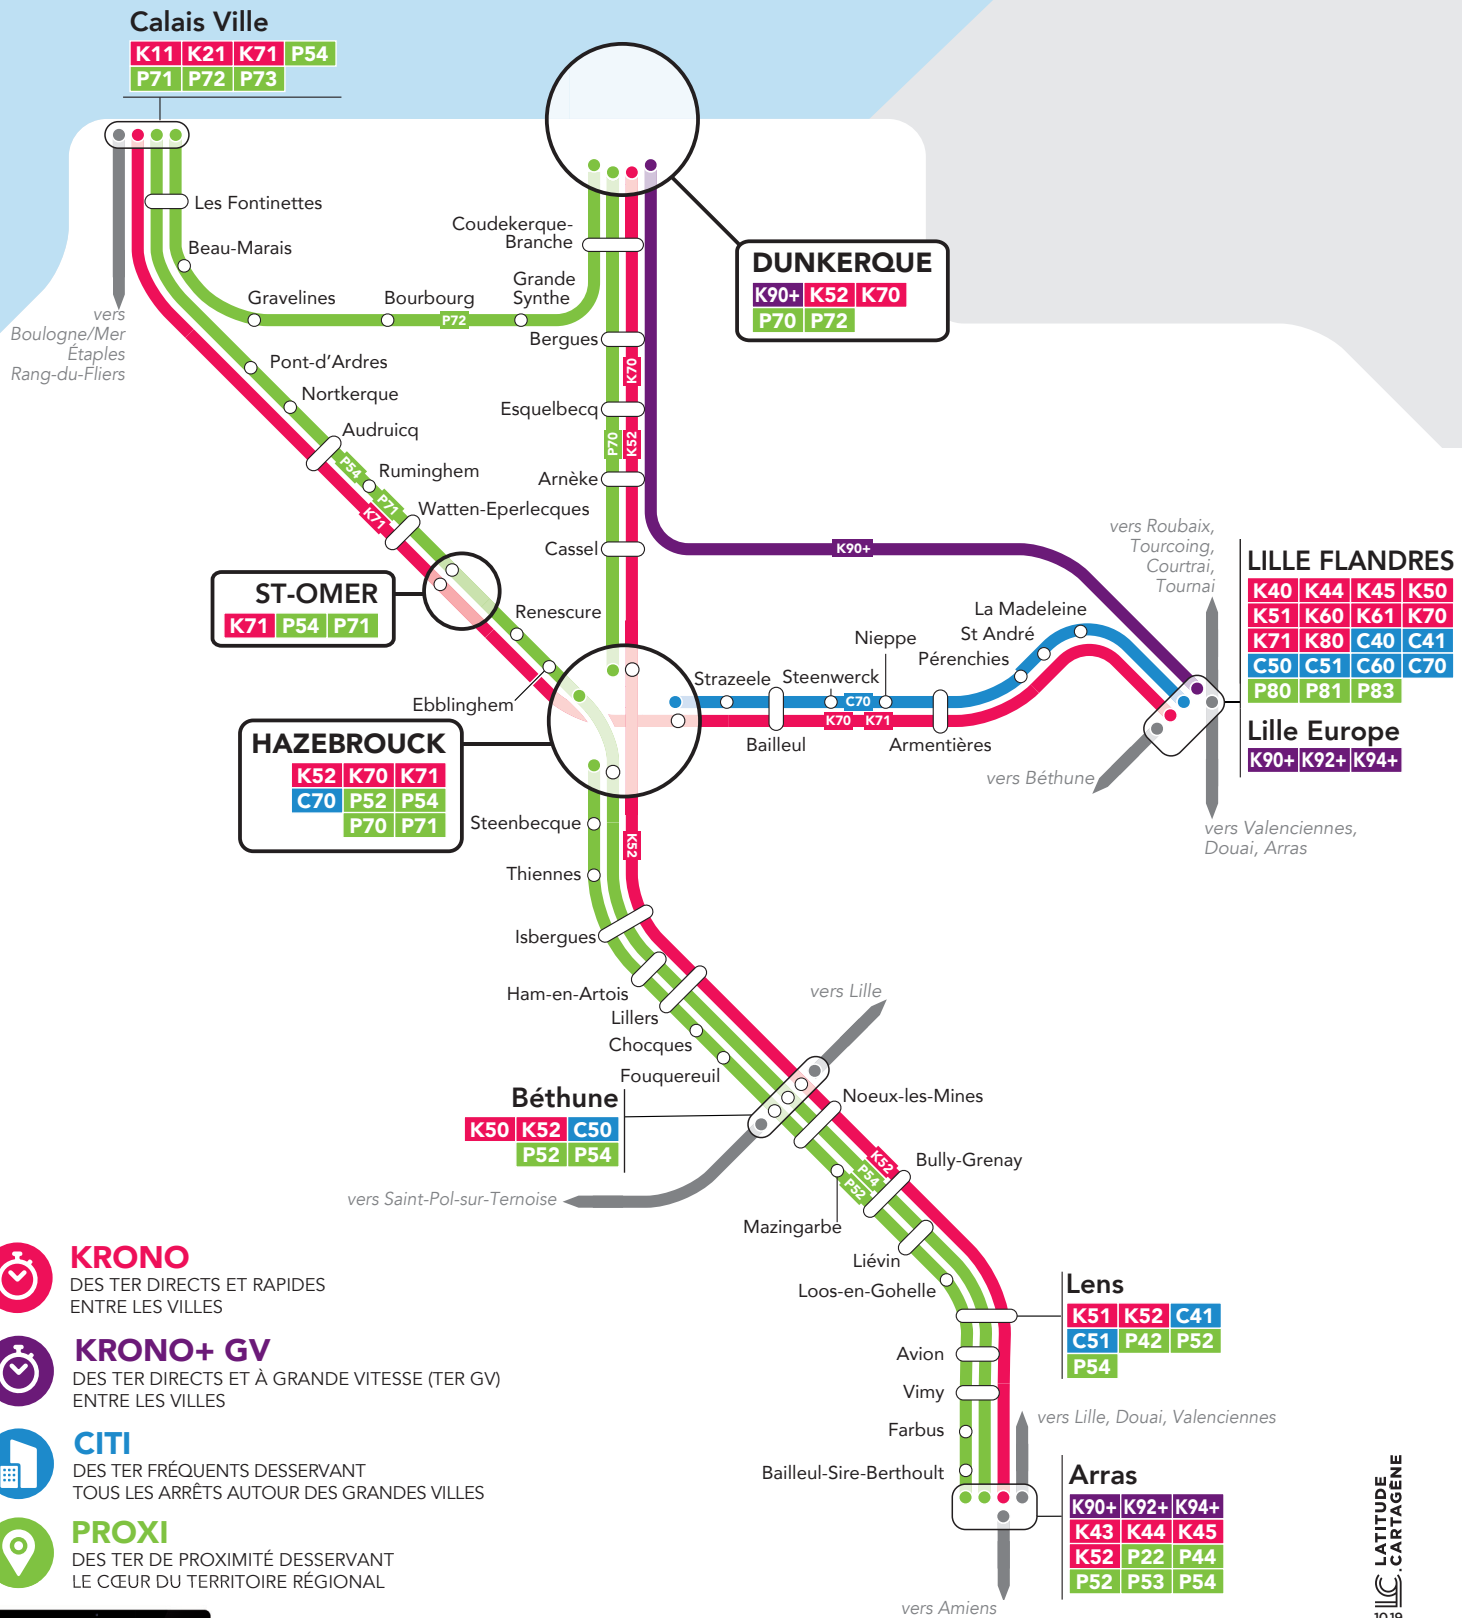 Calais Ville
K11 K21 K71 P54
P71 P72 P73
Les Fontinettes
Beau-Marais
Gravelines
Bourbourg
Grande
Synthe
P72
Coudekerque-
Branche
vers
Boulogne/Mer
Étaples
Rang-du-Fliers
DUNKERQUE
K90+ K52 K70
P70 P72
Bergues
K70
Esquelbecq
P70
K52
Arnèke
Cassel
K90+
Pont-d'Ardres
Nortkerque
Audruicq
P54
Ruminghem
P71
K71
Watten-Eperlecques
ST-OMER
K71 P54 P71
Renescure
Ebblinghem
vers Roubaix,
Tourcoing,
Courtrai,
Tournai
LILLE FLANDRES
K40 K44 K45 K50
K51 K60 K61 K70
K71 K80 C40 C41
C50 C51 C60 C70
P80 P81 P83
Lille Europe
K90+ K92+ K94+
La Madeleine
St André
Pérenchies
Nieppe
Steenwerck
Strazeele
C70
K70 K71
Bailleul
Armentières
vers Béthune
vers Valenciennes,
Douai, Arras
HAZEBROUCK
K52 K70 K71
C70 P52 P54
P70 P71
Steenbecque
K52
Thiennes
Isbergues
Ham-en-Artois
Lillers
Chocques
Fouquereuil
vers Lille
Béthune
K50 K52 C50
P52 P54
Noeux-les-Mines
K52
P54
P52
Bully-Grenay
vers Saint-Pol-sur-Ternoise
Mazingarbe
Liévin
Loos-en-Gohelle
Lens
K51 K52 C41
C51 P42 P52
P54
Avion
Vimy
Farbus
Bailleul-Sire-Berthoult
vers Lille, Douai, Valenciennes
Arras
K90+ K92+ K94+
K43 K44 K45
K52 P22 P44
P52 P53 P54
vers Amiens
KRONO
DES TER DIRECTS ET RAPIDES
ENTRE LES VILLES
KRONO+ GV
DES TER DIRECTS ET À GRANDE VITESSE (TER GV)
ENTRE LES VILLES
CITI
DES TER FRÉQUENTS DESSERVANT
TOUS LES ARRÊTS AUTOUR DES GRANDES VILLES
PROXI
DES TER DE PROXIMITÉ DESSERVANT
LE CŒUR DU TERRITOIRE RÉGIONAL
LATITUDE
.CARTAGÈNE
LC
1019